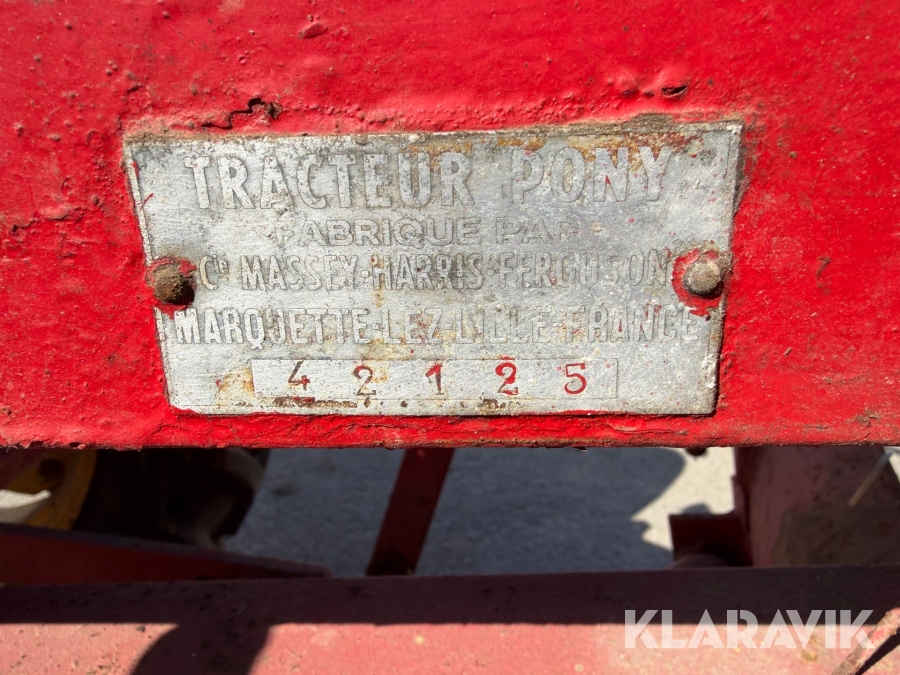 TRACTEUR PONY
FABRIQUE PAR
Cie MASSEY-HARRIS-FERGUSON
MARQUETTE-LEZ-LILLE-FRANCE
42125
KLARAVIK